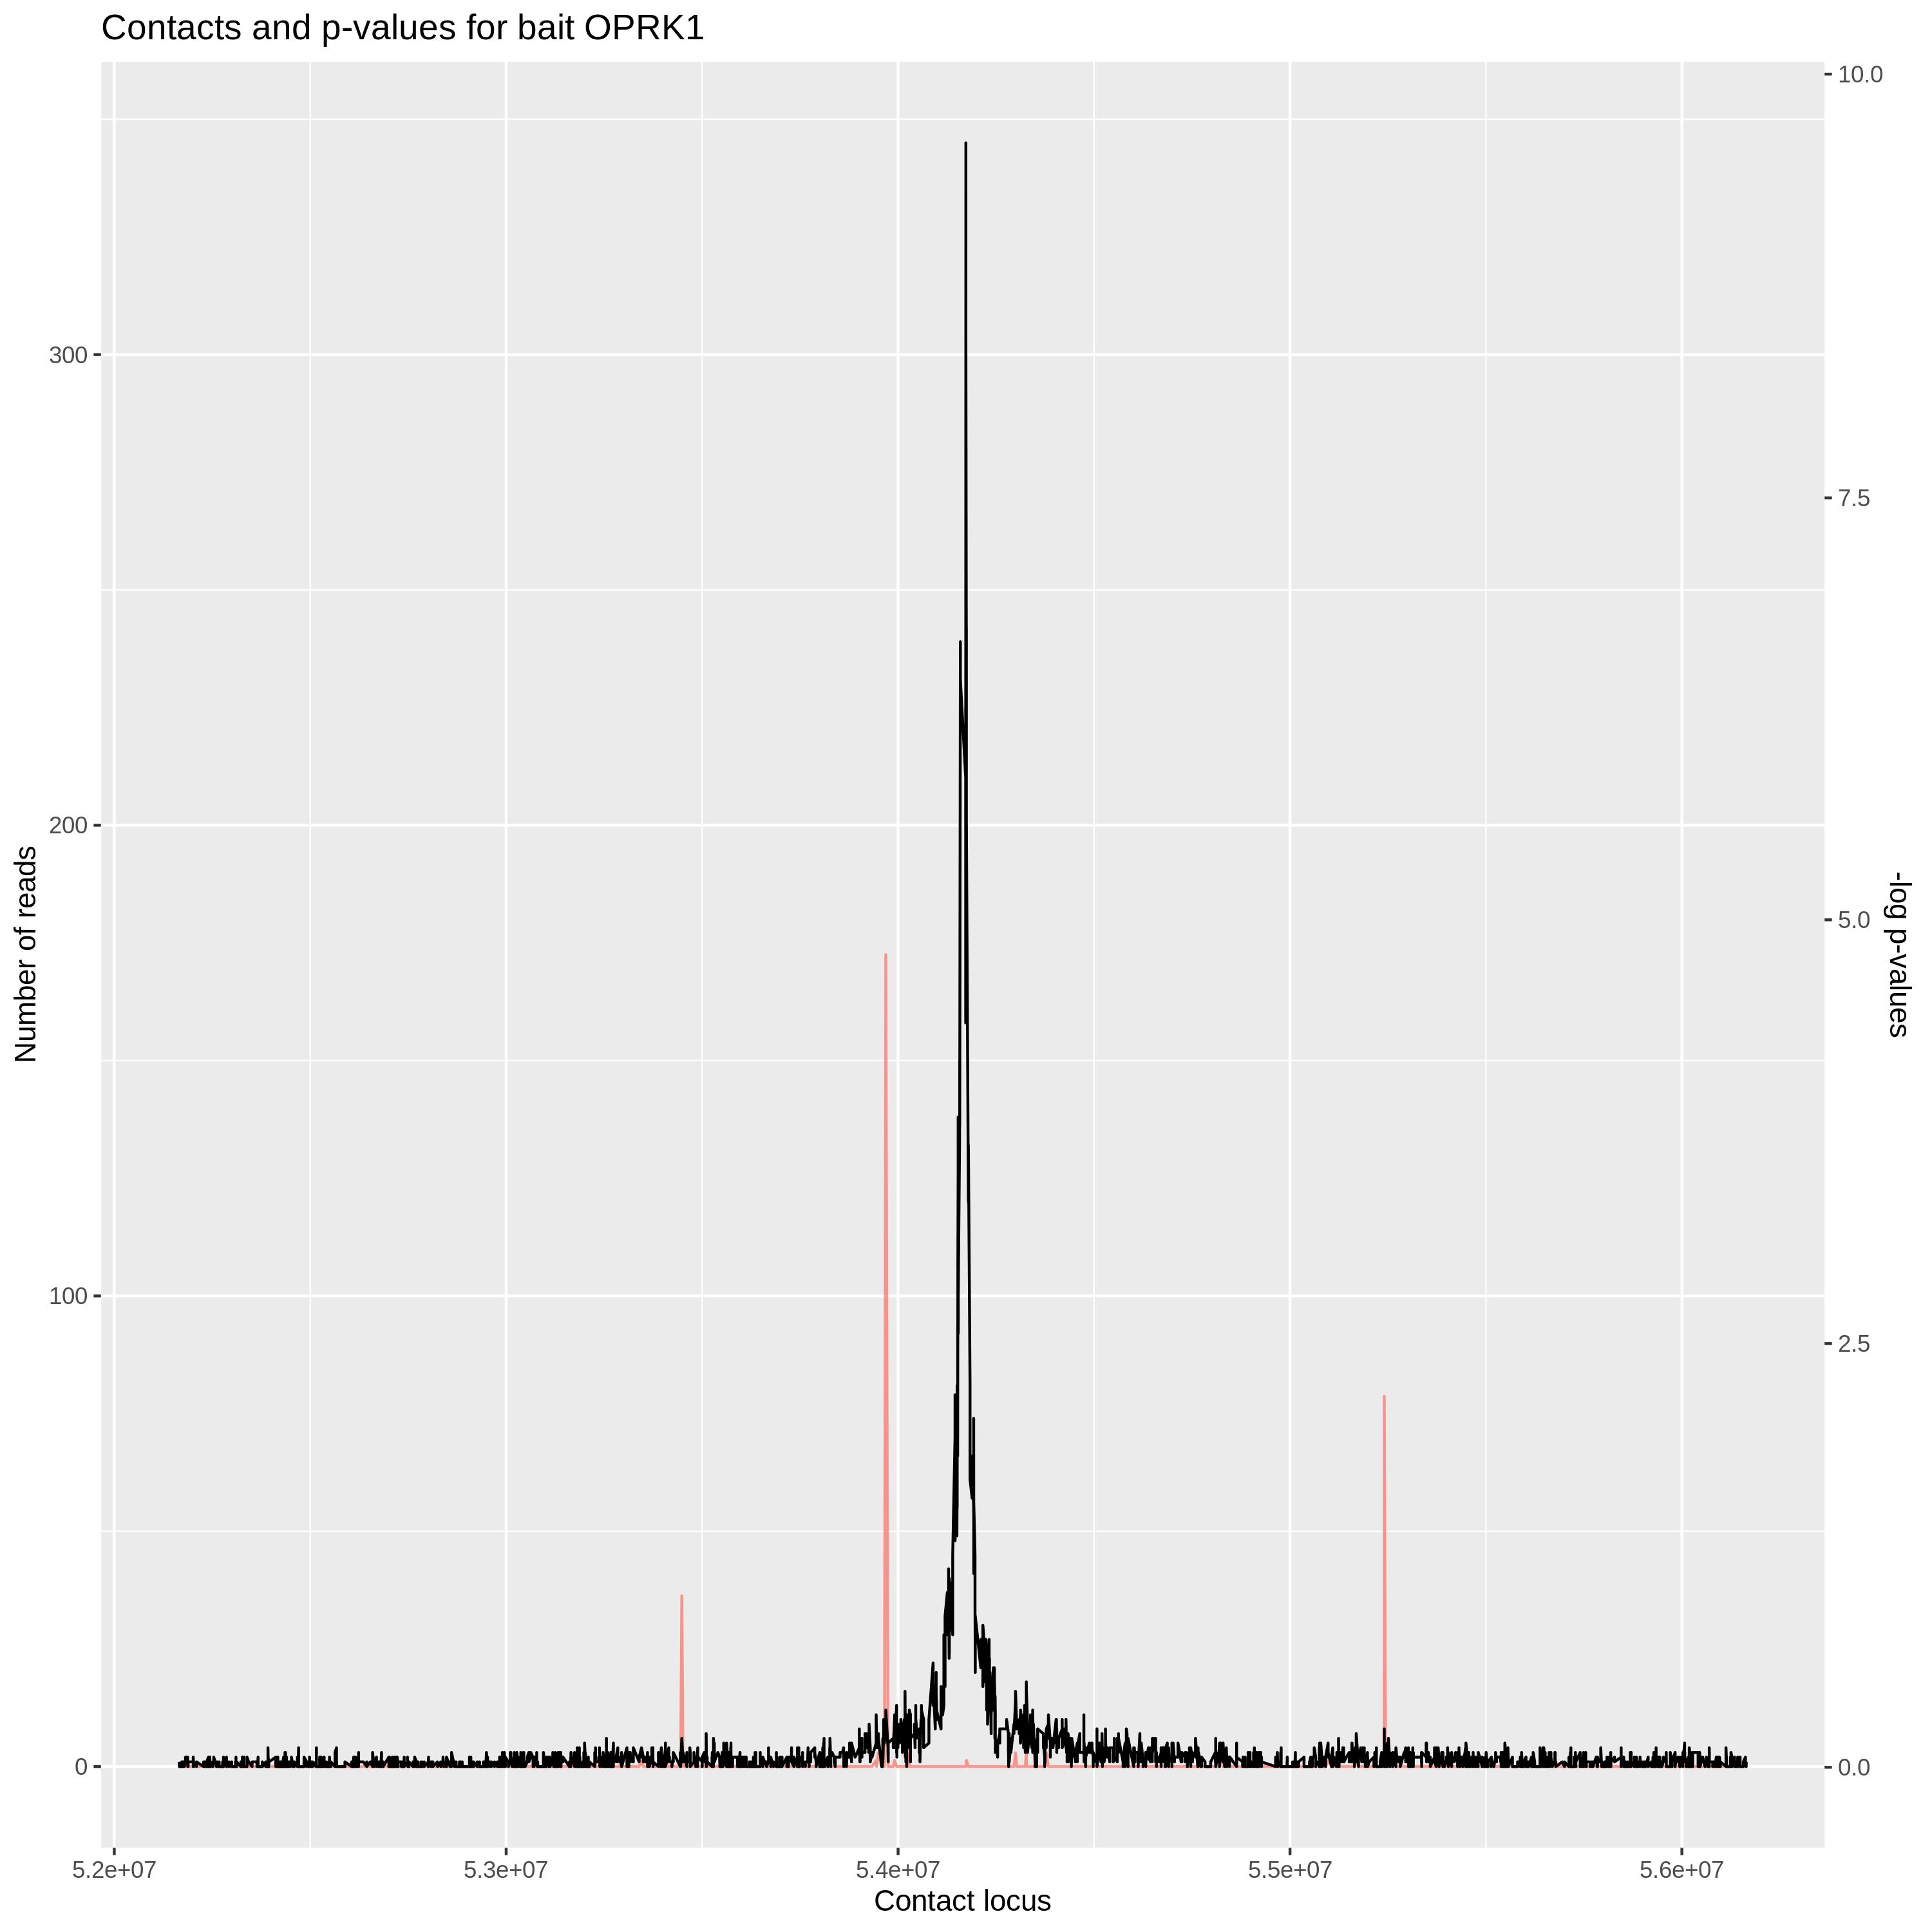 Contacts and p-values for bait OPRK1
10.0
7.5
5.0
2.5
0.0
-log p-values
300
200
100
0
Number of reads
5.2e+07
5.3e+07
5.4e+07
5.5e+07
5.6e+07
Contact locus